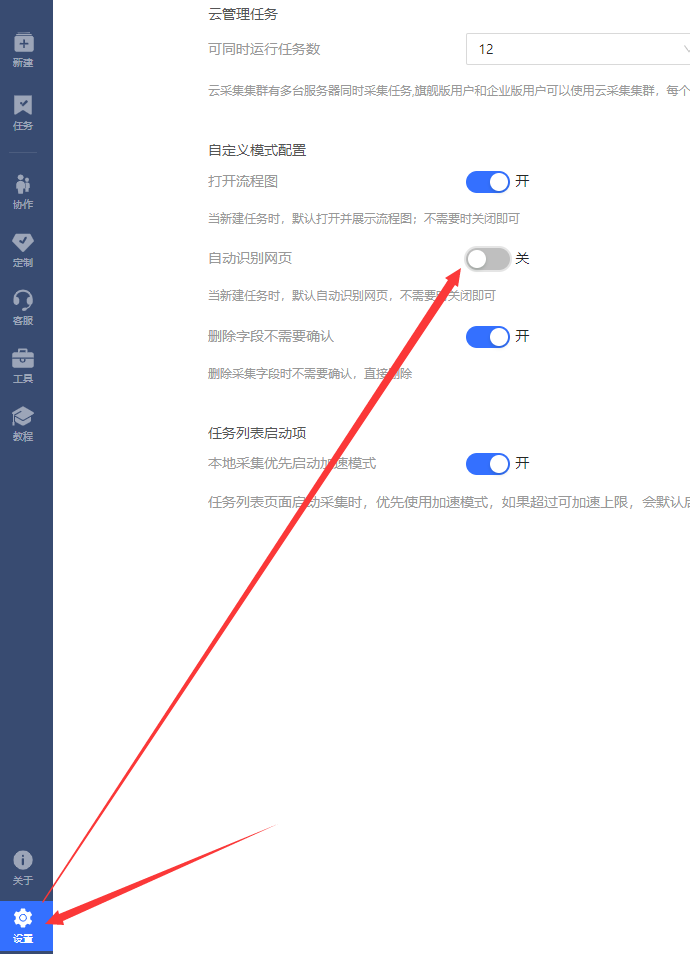 新建
任务
协作
定制
客服
工具
教程
关于
设置
云管理任务
可同时运行任务数
12
云采集集群有多台服务器同时采集任务,旗舰版用户和企业版用户可以使用云采集集群，每个
自定义模式配置
打开流程图
开
当新建任务时，默认打开并展示流程图；不需要时关闭即可
自动识别网页
关
当新建任务时，默认自动识别网页，不需要时关闭即可
删除字段不需要确认
开
删除采集字段时不需要确认，直接删除
任务列表启动项
本地采集优先启动加速模式
开
任务列表页面启动采集时，优先使用加速模式，如果超过可加速上限，会默认启